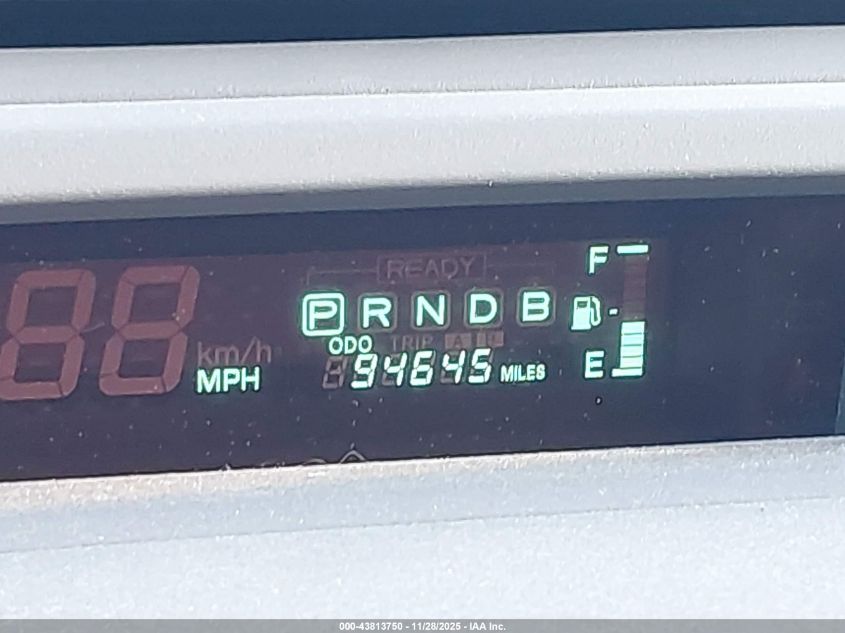 F
READY
P R N D B
88 km/h
ODO TRIP A B
MPH
94645 MILES
E
000-43813750 - 11/28/2025 - IAA Inc.